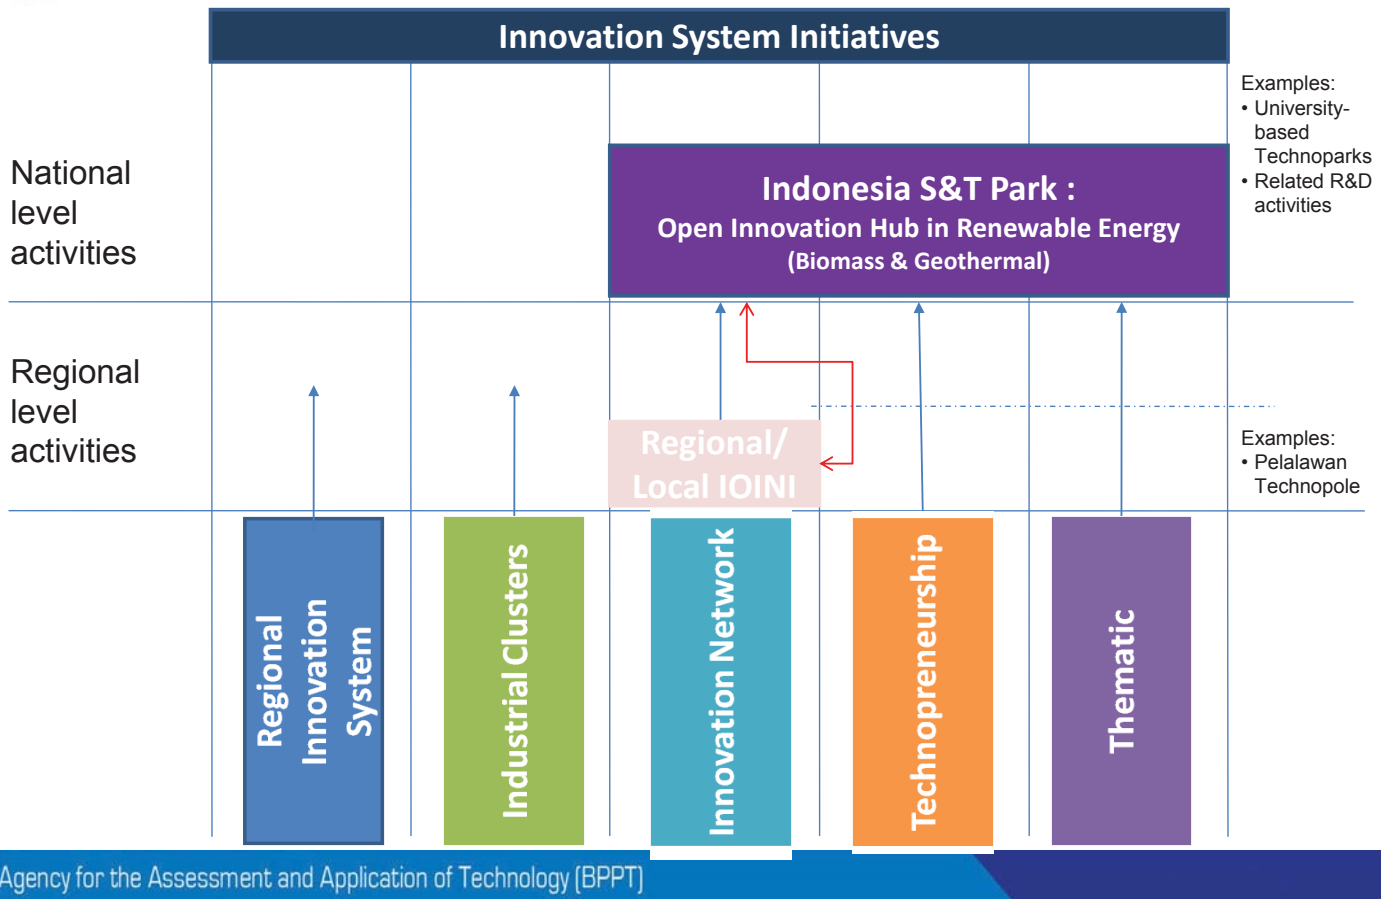 Innovation System Initiatives
Examples:
• University-
based
Technoparks
• Related R&D
activities
National
level
activities
Indonesia S&T Park :
Open Innovation Hub in Renewable Energy
(Biomass & Geothermal)
Regional
level
activities
Regional/
Local IOINI
Examples:
• Pelalawan
Technopole
Regional
Innovation
System
Industrial Clusters
Innovation Network
Technopreneurship
Thematic
Agency for the Assessment and Application of Technology (BPPT)